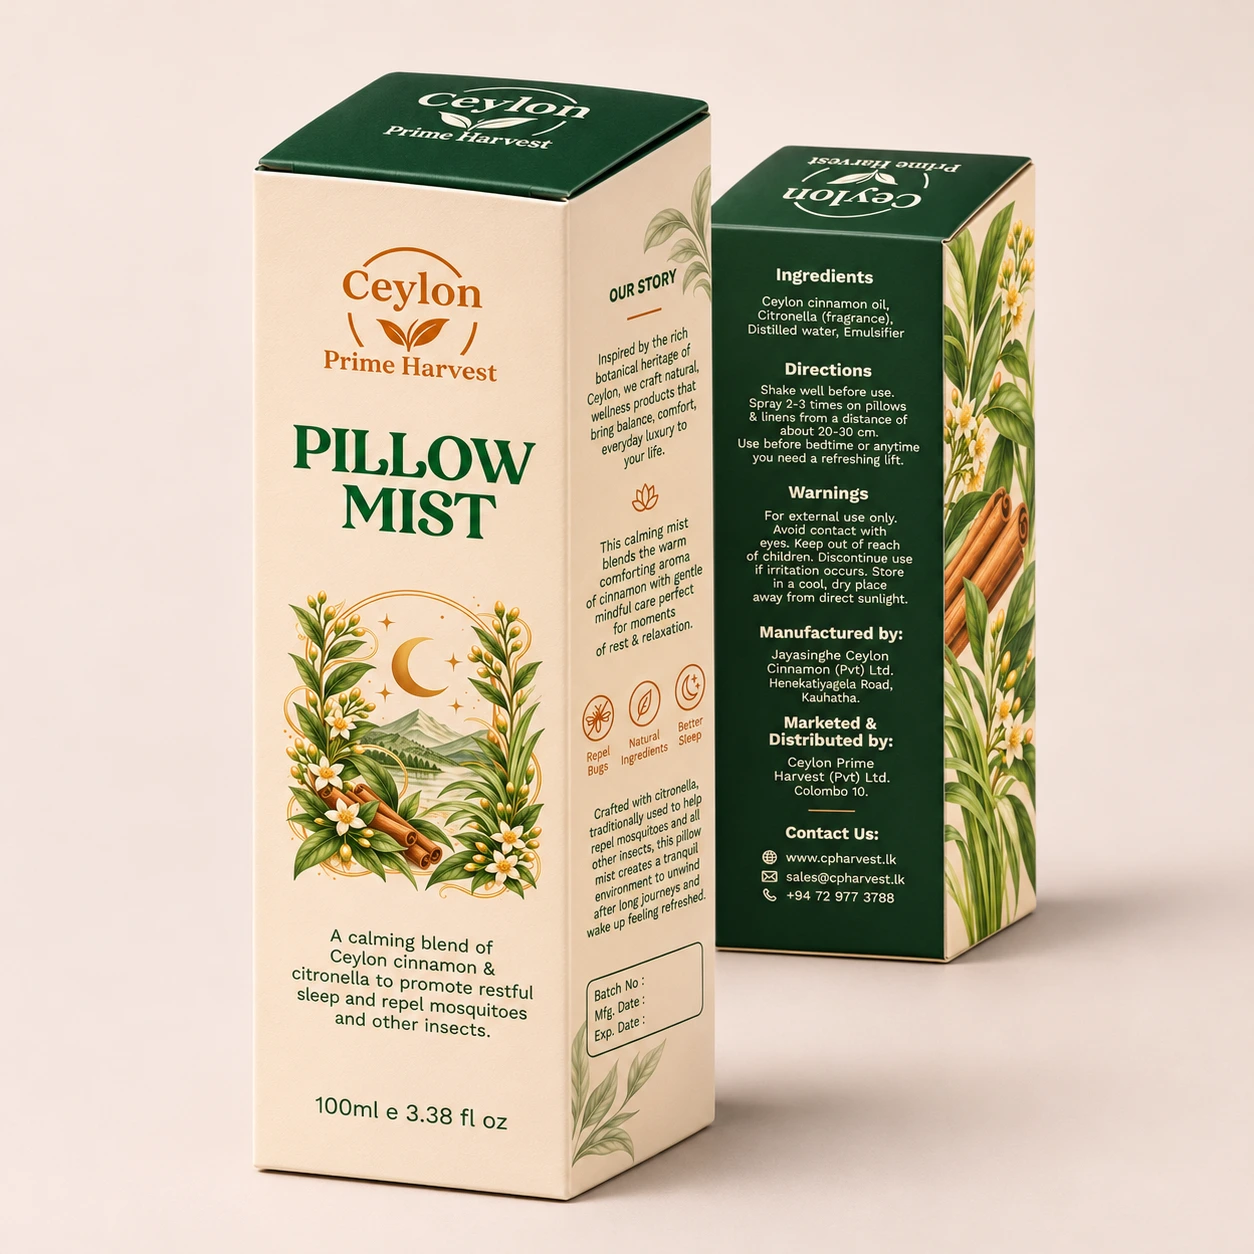 Ceylon
Prime Harvest
Ceylon
Prime Harvest
PILLOW
MIST
A calming blend of
Ceylon cinnamon &
citronella to promote restful
sleep and repel mosquitoes
and other insects.
100ml e 3.38 fl oz
OUR STORY
Inspired by the rich
botanical heritage of
Ceylon, we craft natural,
wellness products that
bring balance, comfort,
everyday luxury to
your life.
This calming mist
blends the warm
comforting aroma
of cinnamon with gentle
mindful care perfect
for moments
of rest & relaxation.
Repel
Bugs
Natural
Ingredients
Better
Sleep
Crafted with citronella,
traditionally used to help
repel mosquitoes and all
other insects, this pillow
mist creates a tranquil
environment to unwind
after long journeys and
wake up feeling refreshed.
Batch No :
Mfg. Date :
Exp. Date :
Ceylon
Prime Harvest
Ingredients
Ceylon cinnamon oil,
Citronella (fragrance),
Distilled water, Emulsifier
Directions
Shake well before use.
Spray 2-3 times on pillows
& linens from a distance of
about 20-30 cm.
Use before bedtime or anytime
you need a refreshing lift.
Warnings
For external use only.
Avoid contact with
eyes. Keep out of reach
of children. Discontinue use
if irritation occurs. Store
in a cool, dry place
away from direct sunlight.
Manufactured by:
Jayasinghe Ceylon
Cinnamon (Pvt) Ltd.
Henekatiyagela Road,
Kauhatha.
Marketed &
Distributed by:
Ceylon Prime
Harvest (Pvt) Ltd.
Colombo 10.
Contact Us:
www.cpharvest.lk
sales@cpharvest.lk
+94 72 977 3788